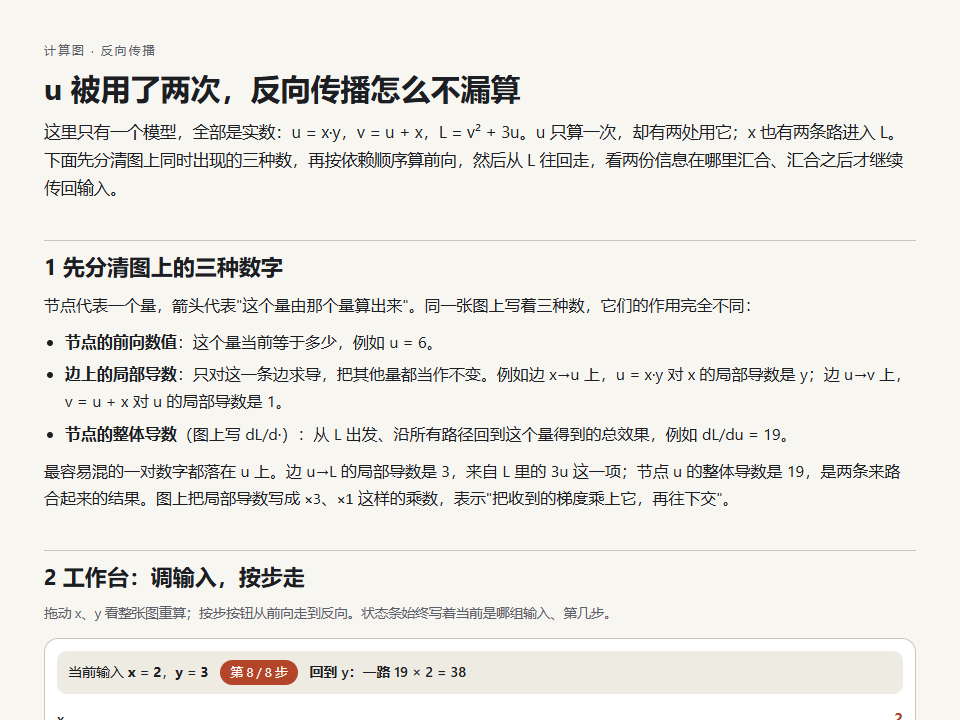 计算图 · 反向传播
u 被用了两次，反向传播怎么不漏算
这里只有一个模型，全部是实数：u = x·y，v = u + x，L = v² + 3u。u 只算一次，却有两处用它；x 也有两条路进入 L。
下面先分清图上同时出现的三种数，再按依赖顺序算前向，然后从 L 往回走，看两份信息在哪里汇合、汇合之后才继续
传回输入。
1 先分清图上的三种数字
节点代表一个量，箭头代表"这个量由那个量算出来"。同一张图上写着三种数，它们的作用完全不同：
• 节点的前向数值：这个量当前等于多少，例如 u = 6。
• 边上的局部导数：只对这一条边求导，把其他量都当作不变。例如边 x→u 上，u = x·y 对 x 的局部导数是 y；边 u→v 上，
v = u + x 对 u 的局部导数是 1。
• 节点的整体导数（图上写 dL/d·）：从 L 出发、沿所有路径回到这个量得到的总效果，例如 dL/du = 19。
最容易混的一对数字都落在 u 上。边 u→L 的局部导数是 3，来自 L 里的 3u 这一项；节点 u 的整体导数是 19，是两条来路
合起来的结果。图上把局部导数写成 ×3、×1 这样的乘数，表示"把收到的梯度乘上它，再往下交"。
2 工作台：调输入，按步走
拖动 x、y 看整张图重算；按步按钮从前向走到反向。状态条始终写着当前是哪组输入、第几步。
当前输入 x = 2，y = 3 第 8 / 8 步 回到 y：一路 19 × 2 = 38
x 2